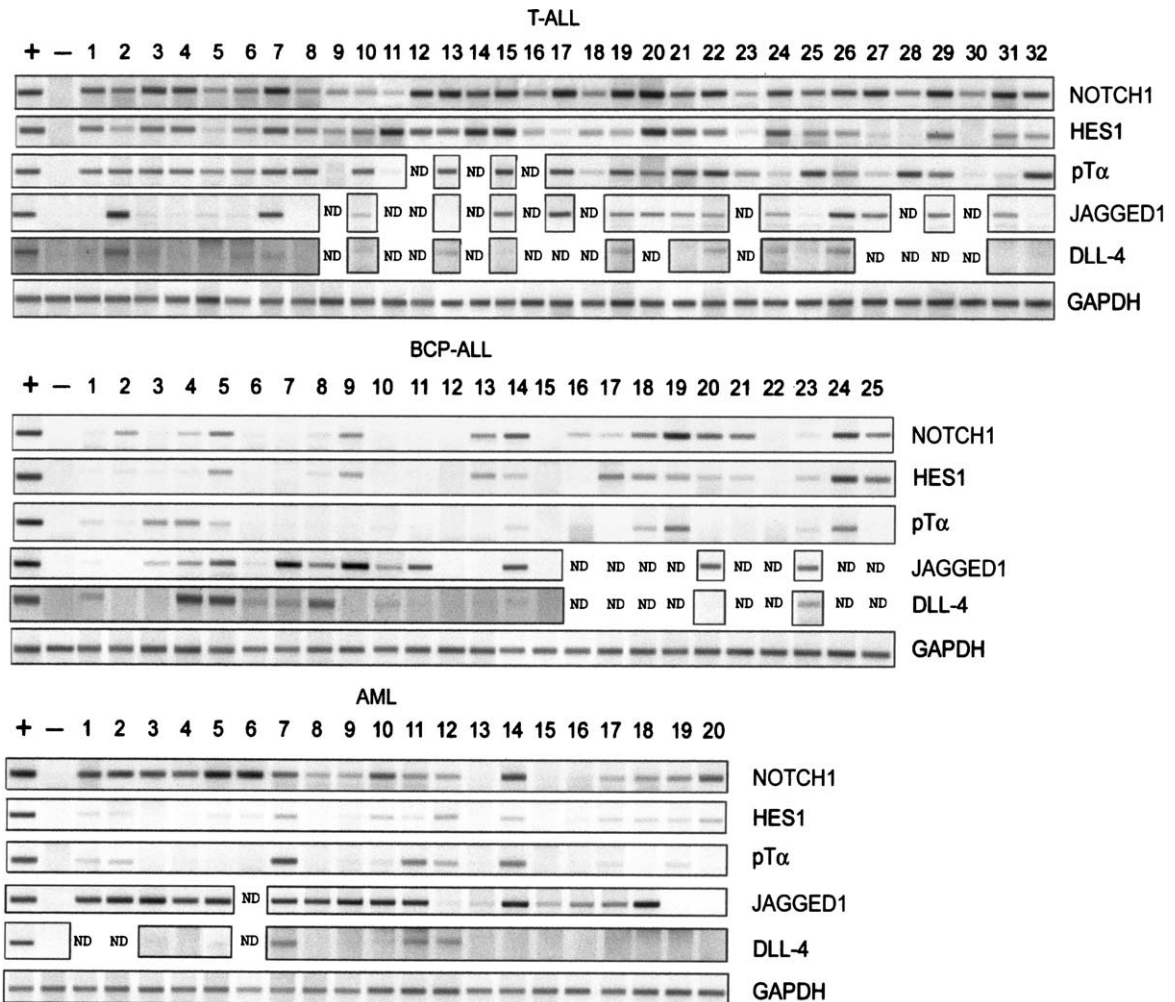 T-ALL
+ – 1 2 3 4 5 6 7 8 9 10 11 12 13 14 15 16 17 18 19 20 21 22 23 24 25 26 27 28 29 30 31 32
NOTCH1
HES1
ND ND ND pTα
ND ND ND ND ND ND ND ND JAGGED1
ND ND ND ND ND ND ND ND ND ND ND ND DLL-4
GAPDH
BCP-ALL
+ – 1 2 3 4 5 6 7 8 9 10 11 12 13 14 15 16 17 18 19 20 21 22 23 24 25
NOTCH1
HES1
pTα
ND ND ND ND ND ND ND ND JAGGED1
ND ND ND ND ND ND ND ND DLL-4
GAPDH
AML
+ – 1 2 3 4 5 6 7 8 9 10 11 12 13 14 15 16 17 18 19 20
NOTCH1
HES1
pTα
ND JAGGED1
ND ND ND DLL-4
GAPDH